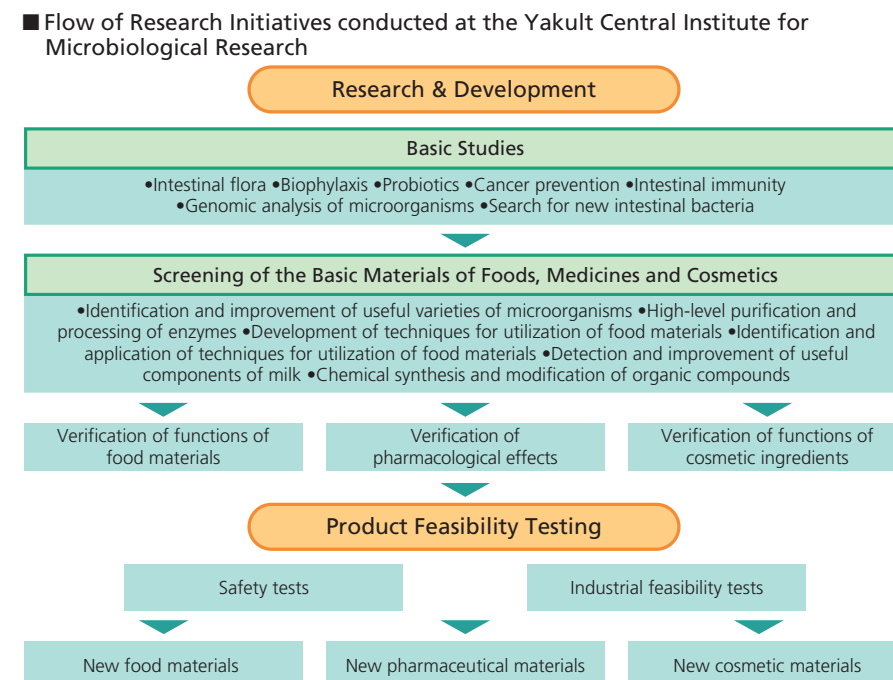 ■ Flow of Research Initiatives conducted at the Yakult Central Institute for
Microbiological Research
Research & Development
Basic Studies
•Intestinal flora •Biophylaxis •Probiotics •Cancer prevention •Intestinal immunity
•Genomic analysis of microorganisms •Search for new intestinal bacteria
Screening of the Basic Materials of Foods, Medicines and Cosmetics
•Identification and improvement of useful varieties of microorganisms •High-level purification and
processing of enzymes •Development of techniques for utilization of food materials •Identification and
application of techniques for utilization of food materials •Detection and improvement of useful
components of milk •Chemical synthesis and modification of organic compounds
Verification of functions of
food materials
Verification of
pharmacological effects
Verification of functions of
cosmetic ingredients
Product Feasibility Testing
Safety tests
Industrial feasibility tests
New food materials
New pharmaceutical materials
New cosmetic materials